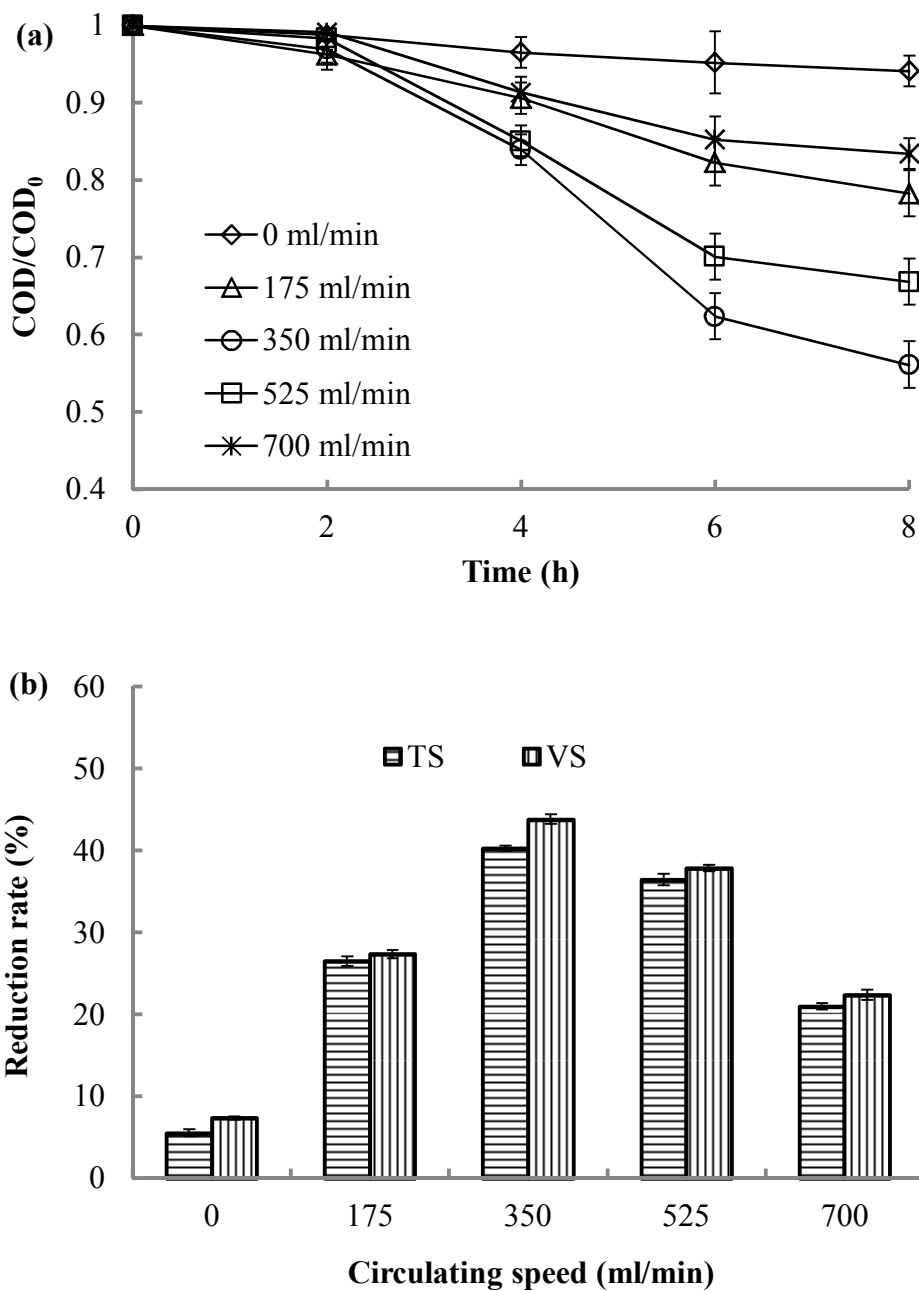 (a)
1
0.9
0.8
0.7
0.6
0.5
0.4
COD/COD0
0 ml/min
175 ml/min
350 ml/min
525 ml/min
700 ml/min
0 2 4 6 8
Time (h)
(b)
60
50
40
30
20
10
0
Reduction rate (%)
TS VS
0 175 350 525 700
Circulating speed (ml/min)